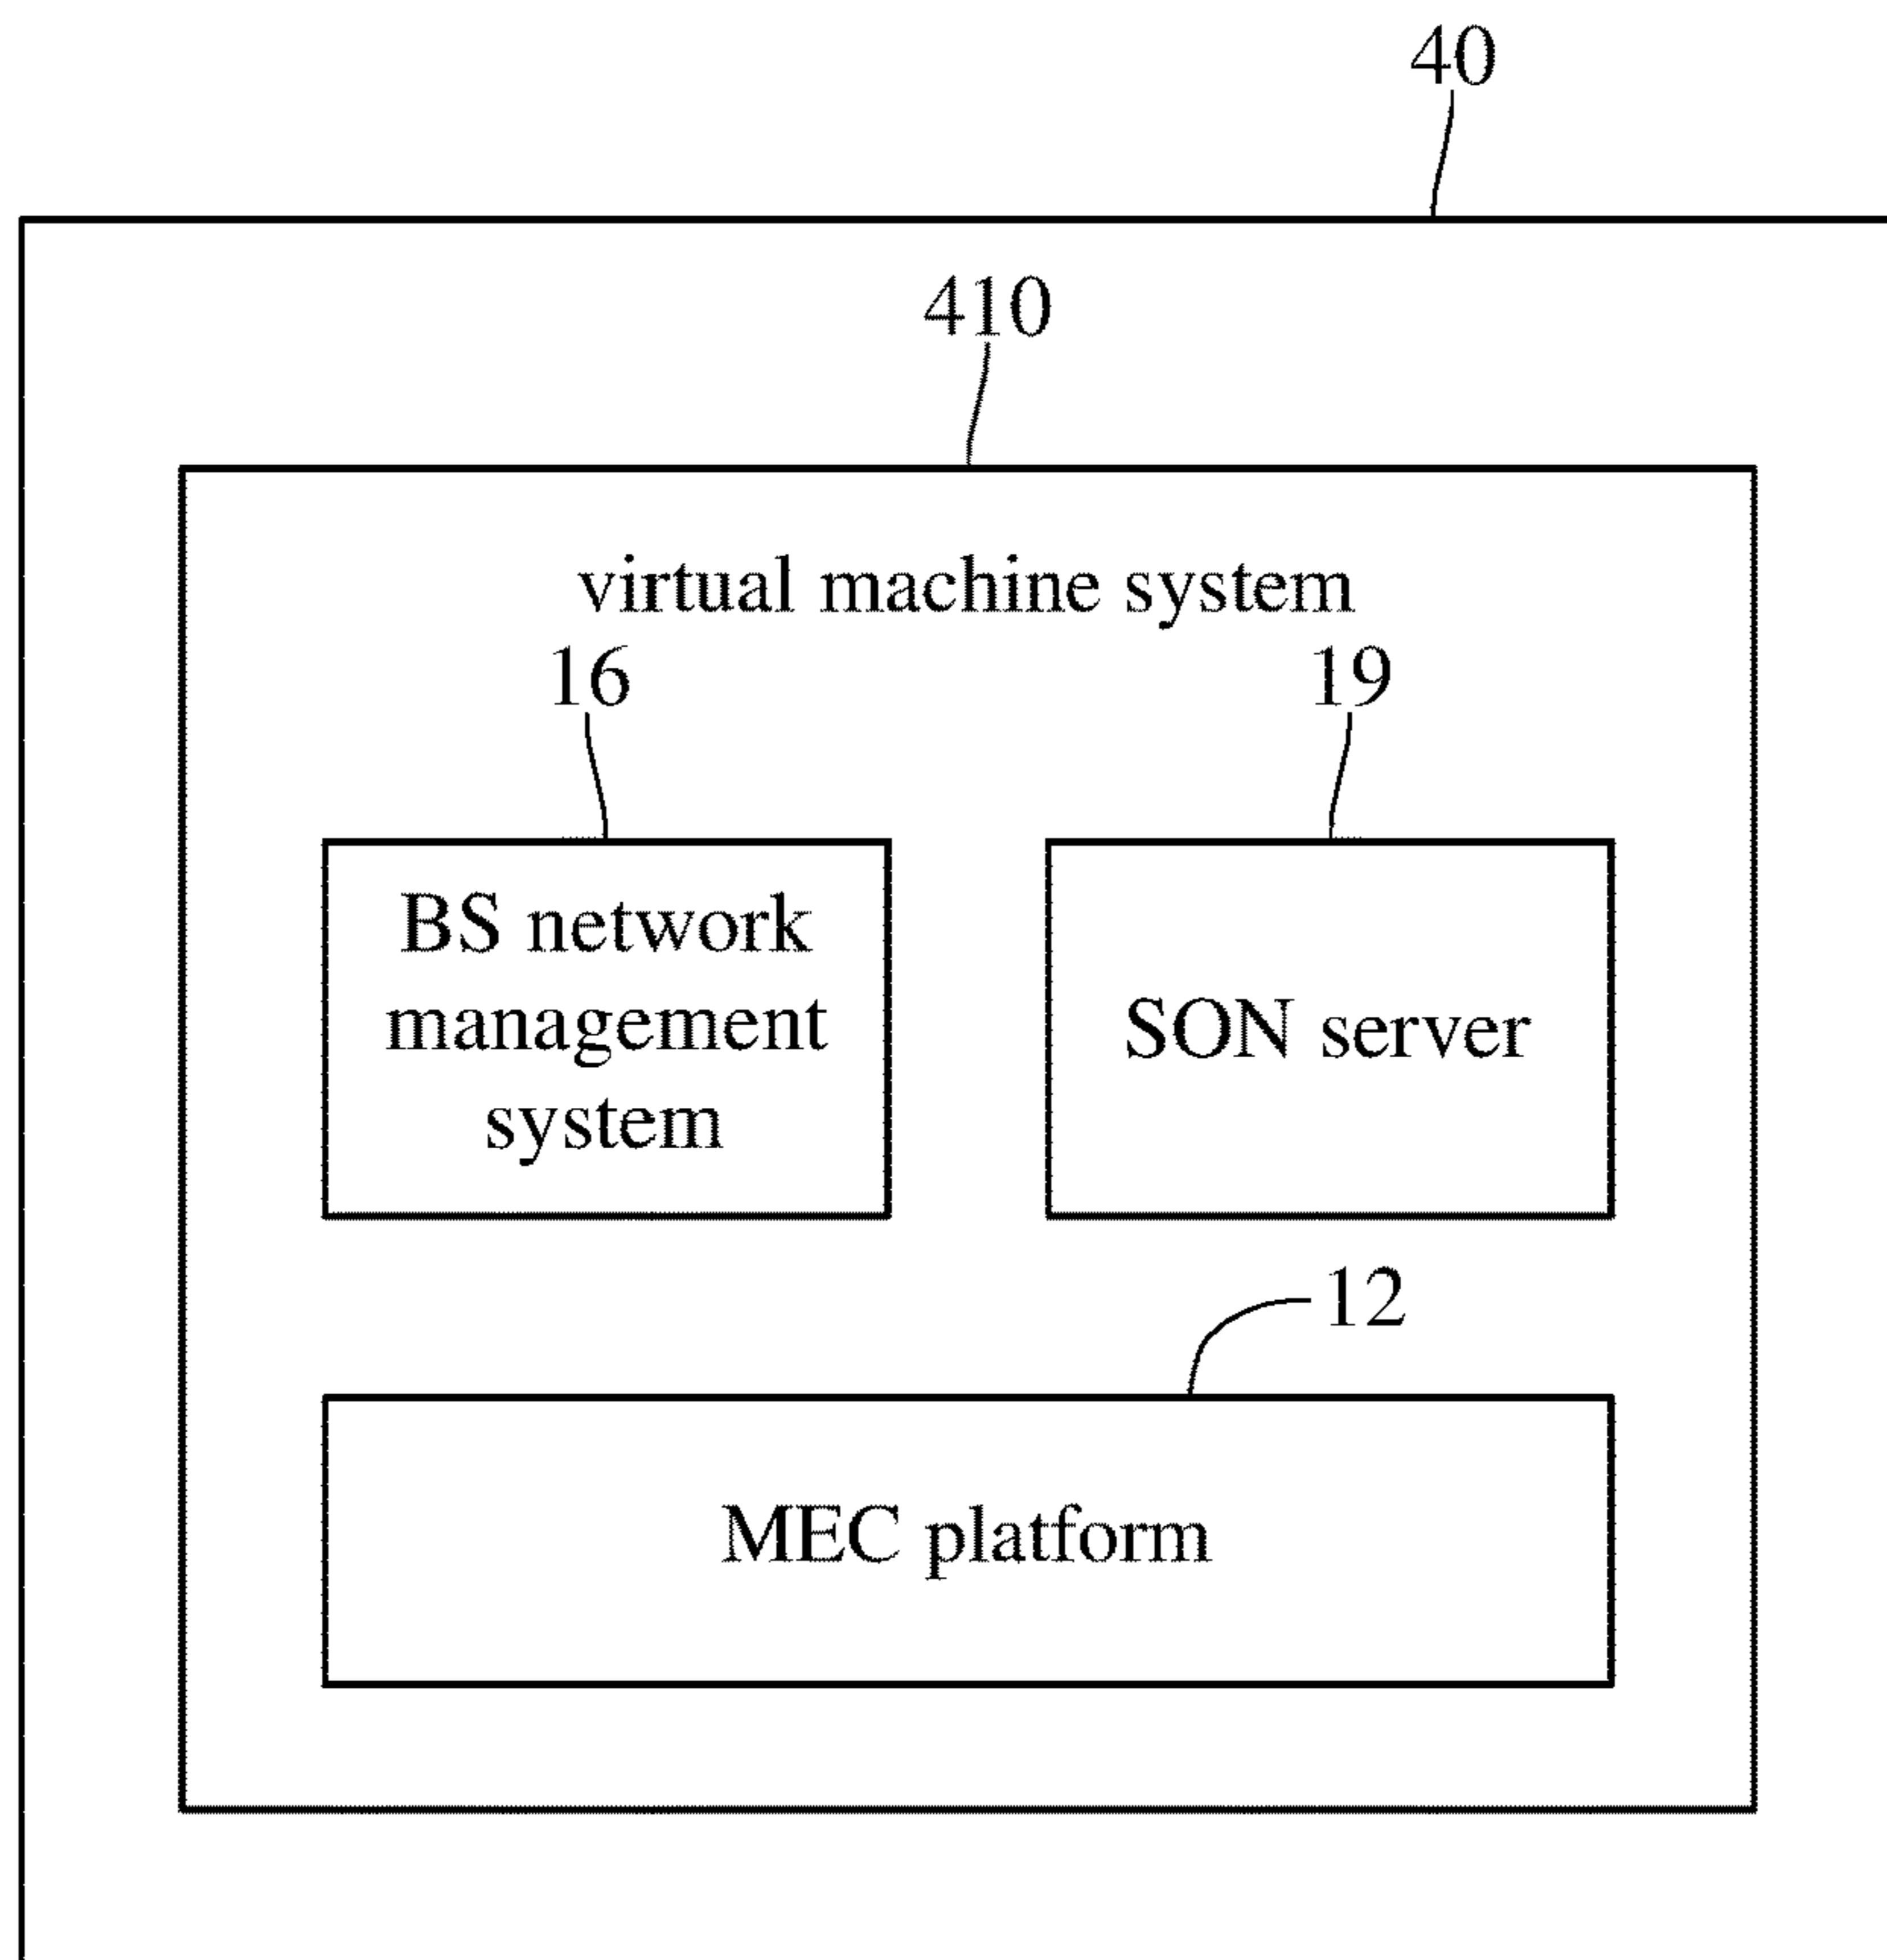 40
410
virtual machine system
16
19
BS network
management
system
SON server
12
MEC platform